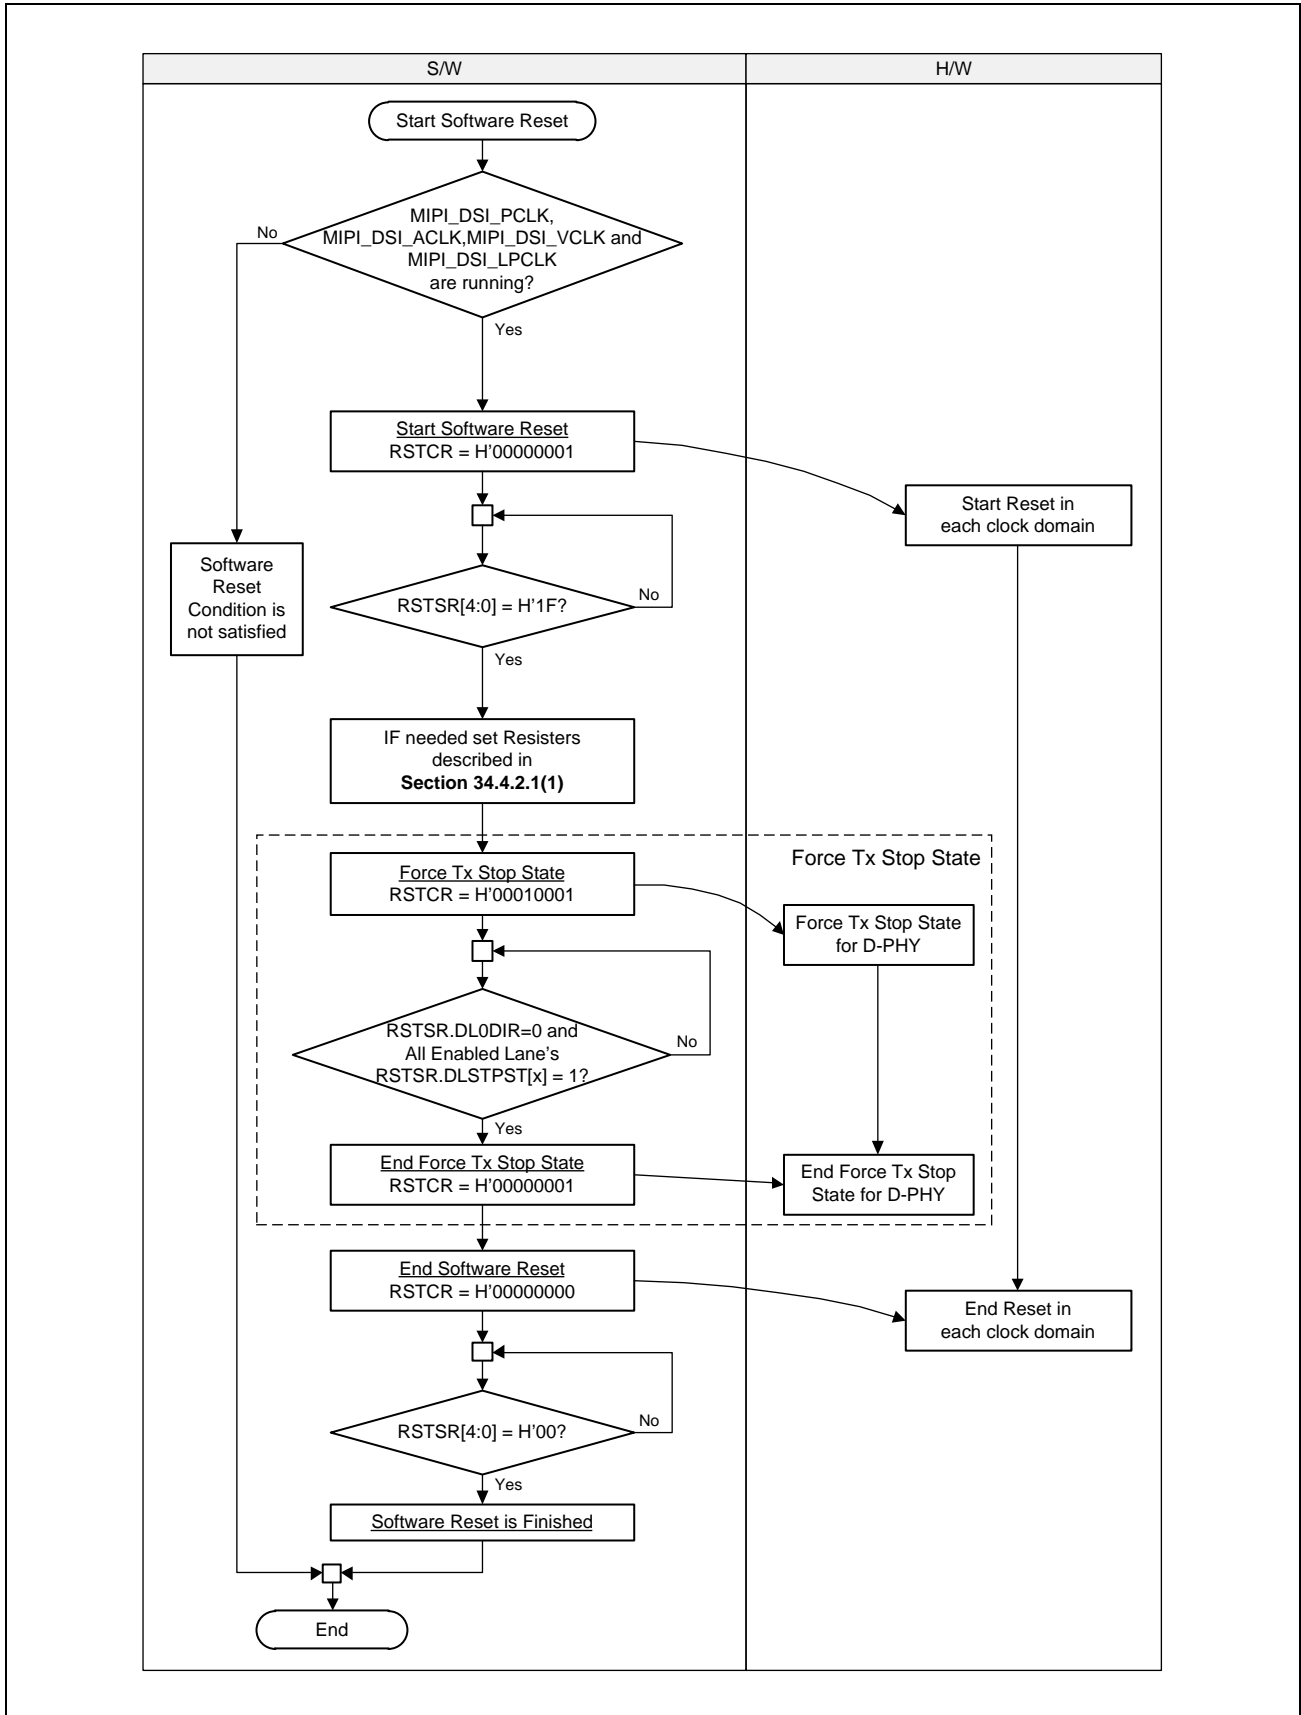 S/W
H/W
Start Software Reset
MIPI_DSI_PCLK,
MIPI_DSI_ACLK,MIPI_DSI_VCLK and
MIPI_DSI_LPCLK
are running?
No
Yes
Start Software Reset
RSTCR = H'00000001
Start Reset in
each clock domain
Software
Reset
Condition is
not satisfied
RSTSR[4:0] = H'1F?
No
Yes
IF needed set Resisters
described in
Section 34.4.2.1(1)
Force Tx Stop State
Force Tx Stop State
RSTCR = H'00010001
Force Tx Stop State
for D-PHY
RSTSR.DL0DIR=0 and
All Enabled Lane's
RSTSR.DLSTPST[x] = 1?
No
Yes
End Force Tx Stop State
RSTCR = H'00000001
End Force Tx Stop
State for D-PHY
End Software Reset
RSTCR = H'00000000
End Reset in
each clock domain
RSTSR[4:0] = H'00?
No
Yes
Software Reset is Finished
End